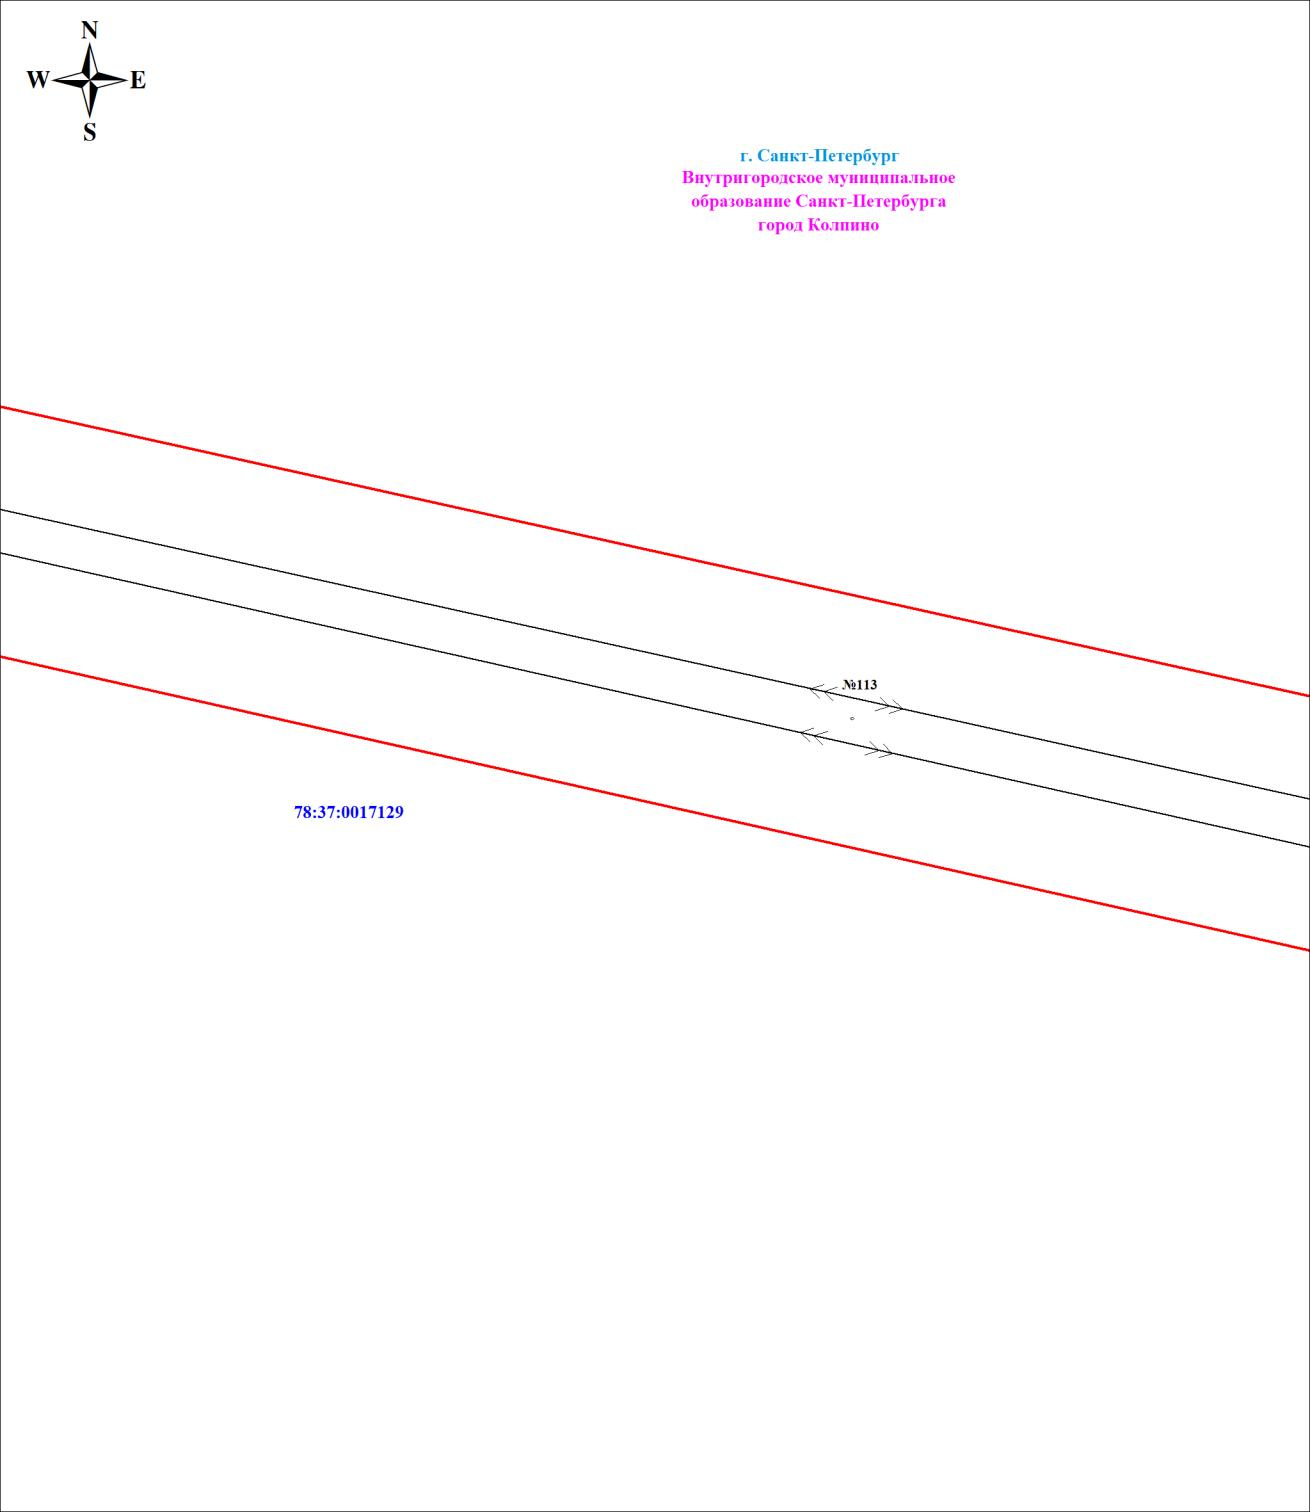 N
W E
S
г. Санкт-Петербург
Внутригородское муниципальное
образование Санкт-Петербурга
город Колпино
№113
78:37:0017129